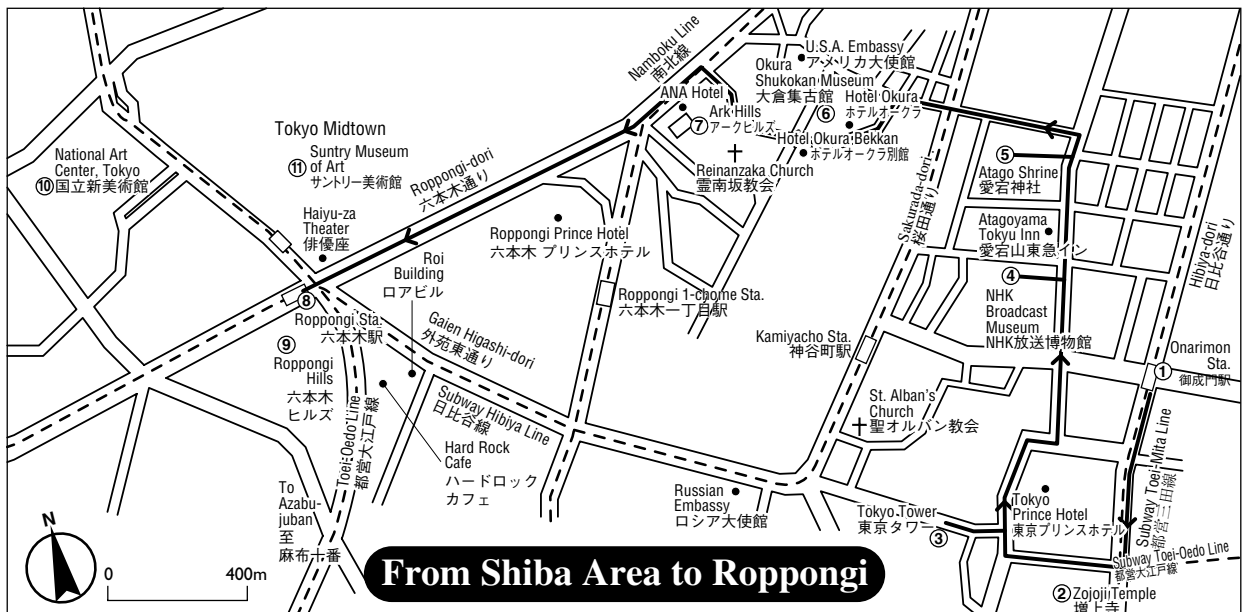 Namboku Line
南北線
U.S.A. Embassy
アメリカ大使館
Okura
Shukokan Museum
大倉集古館
⑥
Hotel Okura
ホテルオークラ
ANA Hotel
⑦
Ark Hills
アークヒルズ
Hotel Okura Bekkan
ホテルオークラ別館
Reinanzaka Church
霊南坂教会
Tokyo Midtown
⑪
Suntry Museum
of Art
サントリー美術館
National Art
Center, Tokyo
⑩国立新美術館
Roppongi-dori
六本木通り
Haiyu-za
Theater
俳優座
Roppongi Prince Hotel
六本木 プリンスホテル
Roi
Building
ロアビル
⑧
Roppongi Sta.
六本木駅
⑨
Roppongi
Hills
六本木
ヒルズ
Gaien Higashi-dori
外苑東通り
Subway Hibiya Line
日比谷線
Toei-Oedo Line
都営大江戸線
Hard Rock
Cafe
ハードロック
カフェ
To
Azabu-
juban
至
麻布十番
Roppongi 1-chome Sta.
六本木一丁目駅
Sakurada-dori
桜田通り
⑤
Atago Shrine
愛宕神社
Atagoyama
Tokyu Inn
愛宕山東急イン
④
NHK
Broadcast
Museum
NHK放送博物館
Hibiya-dori
日比谷通り
Kamiyacho Sta.
神谷町駅
Onarimon
Sta.
①
御成門駅
St. Alban's
Church
聖オルバン教会
Russian
Embassy
ロシア大使館
Tokyo Tower
東京タワー
③
Tokyo
Prince Hotel
東京プリンスホテル
Subway Toei-Mita Line
都営三田線
Subway Toei-Oedo Line
都営大江戸線
② Zojoji Temple
増上寺
N
0 400m
From Shiba Area to Roppongi